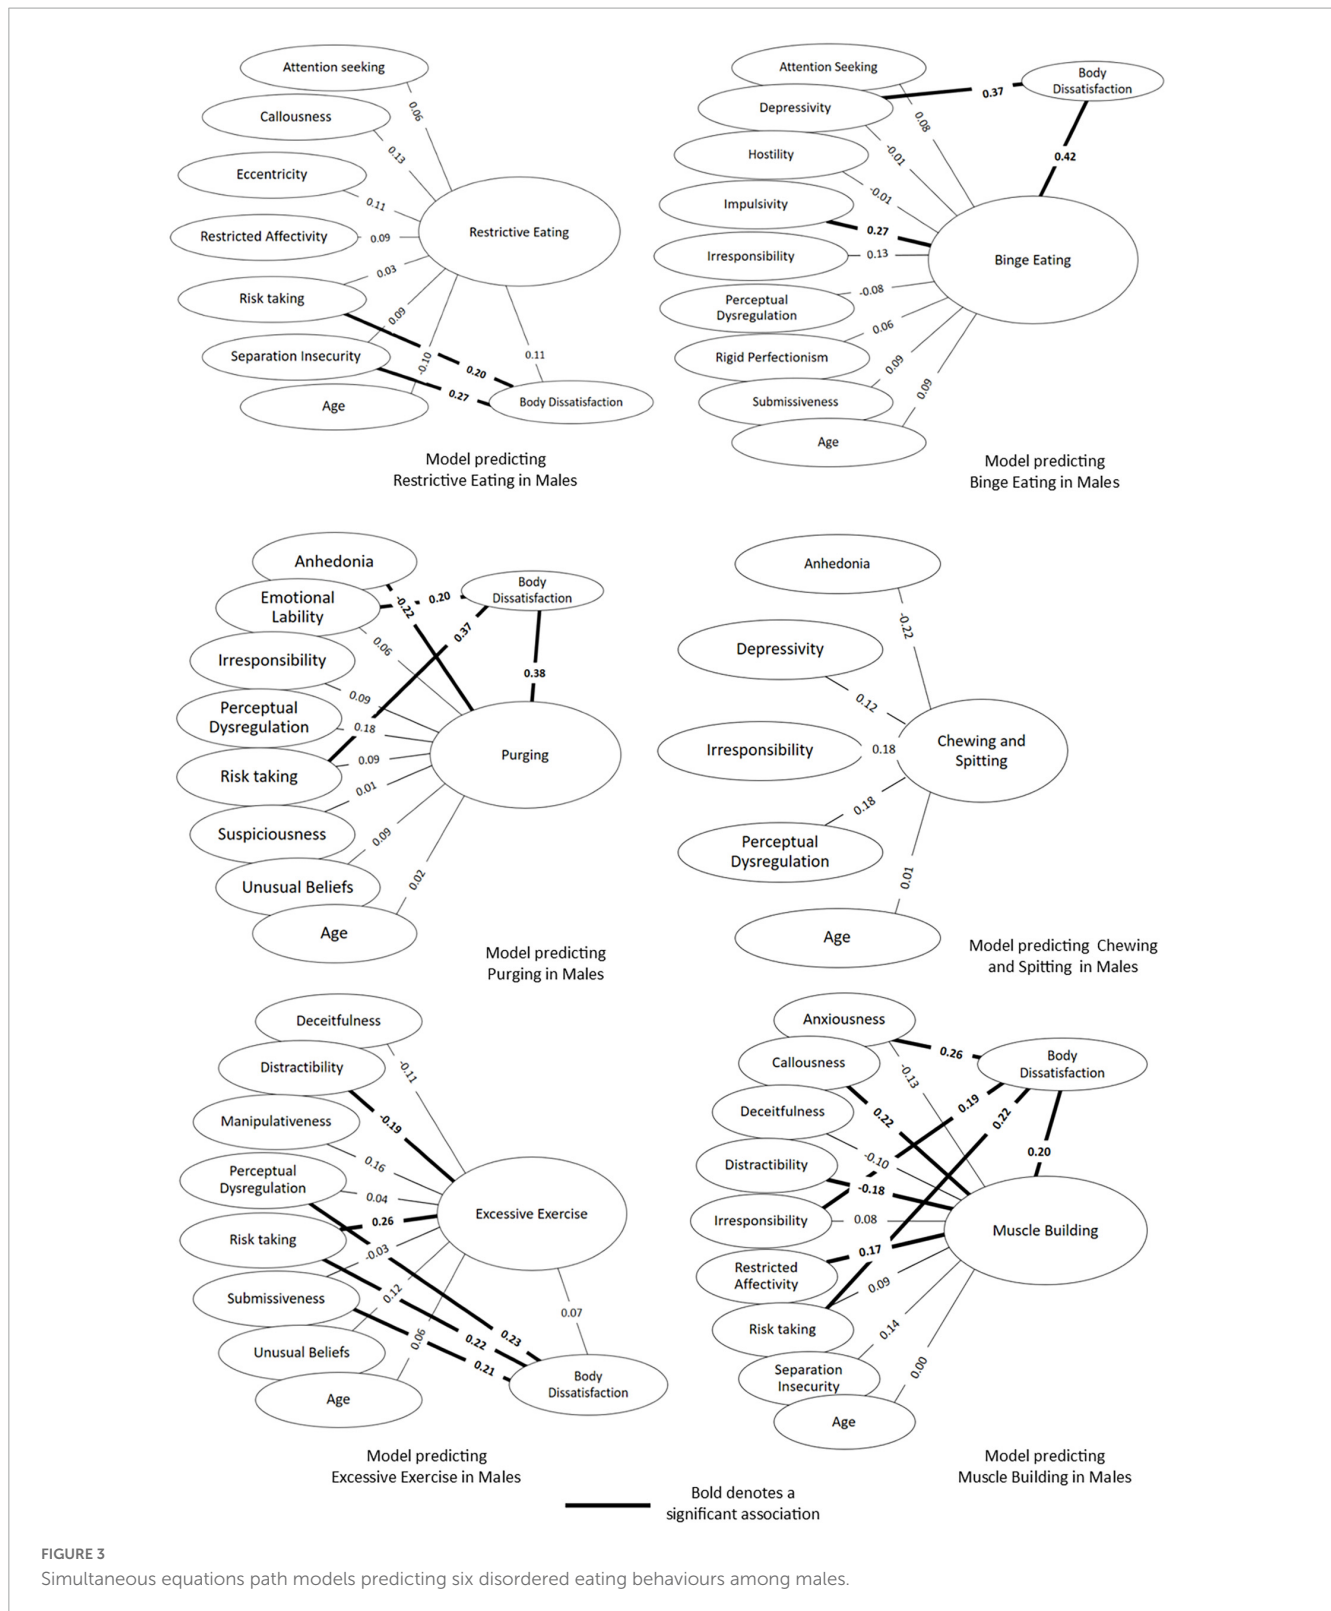 Attention seeking
0.06
Callousness
0.13
Eccentricity
0.11
Restricted Affectivity
0.09
Restrictive Eating
Risk taking
0.03
0.09
Separation Insecurity
-0.10
0.20
0.27
0.11
Age
Body Dissatisfaction
Model predicting
Restrictive Eating in Males
Attention Seeking
0.08
Body
Dissatisfaction
0.37
Depressivity
-0.01
0.42
Hostility
-0.01
Impulsivity
0.27
Irresponsibility
0.13
Binge Eating
Perceptual
Dysregulation
-0.08
Rigid Perfectionism
0.06
Submissiveness
0.09
Age
0.09
Model predicting
Binge Eating in Males
Anhedonia
-0.22
Body
Dissatisfaction
Emotional
Lability
0.20
0.37
0.06
0.38
Irresponsibility
0.09
Perceptual
Dysregulation
0.18
Purging
Risk taking
0.09
0.01
Suspiciousness
0.09
Unusual Beliefs
0.02
Age
Model predicting
Purging in Males
Anhedonia
-0.22
Depressivity
0.12
Irresponsibility
0.18
Chewing and
Spitting
0.18
Perceptual
Dysregulation
0.01
Age
Model predicting Chewing
and Spitting in Males
Deceitfulness
-0.11
Distractibility
-0.19
Manipulativeness
0.16
Perceptual
Dysregulation
0.04
Excessive Exercise
0.26
Risk taking
-0.03
Submissiveness
0.12
0.07
Unusual Beliefs
0.06
0.23
0.22
0.21
Age
Body
Dissatisfaction
Model predicting
Excessive Exercise in Males
Anxiousness
0.26
-0.13
Body
Dissatisfaction
Callousness
0.22
0.19
0.22
Deceitfulness
-0.10
0.20
Distractibility
-0.18
Irresponsibility
0.08
Muscle Building
Restricted
Affectivity
0.17
Risk taking
0.09
0.14
Separation
Insecurity
0.00
Age
Model predicting
Muscle Building in Males
Bold denotes a
significant association
FIGURE 3
Simultaneous equations path models predicting six disordered eating behaviours among males.